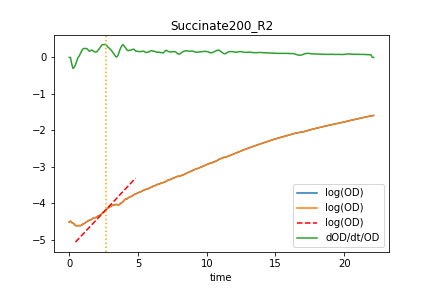 Succinate200_R2
0
−1
−2
−3
−4
−5
0 5 10 15 20
time
log(OD)
log(OD)
log(OD)
dOD/dt/OD